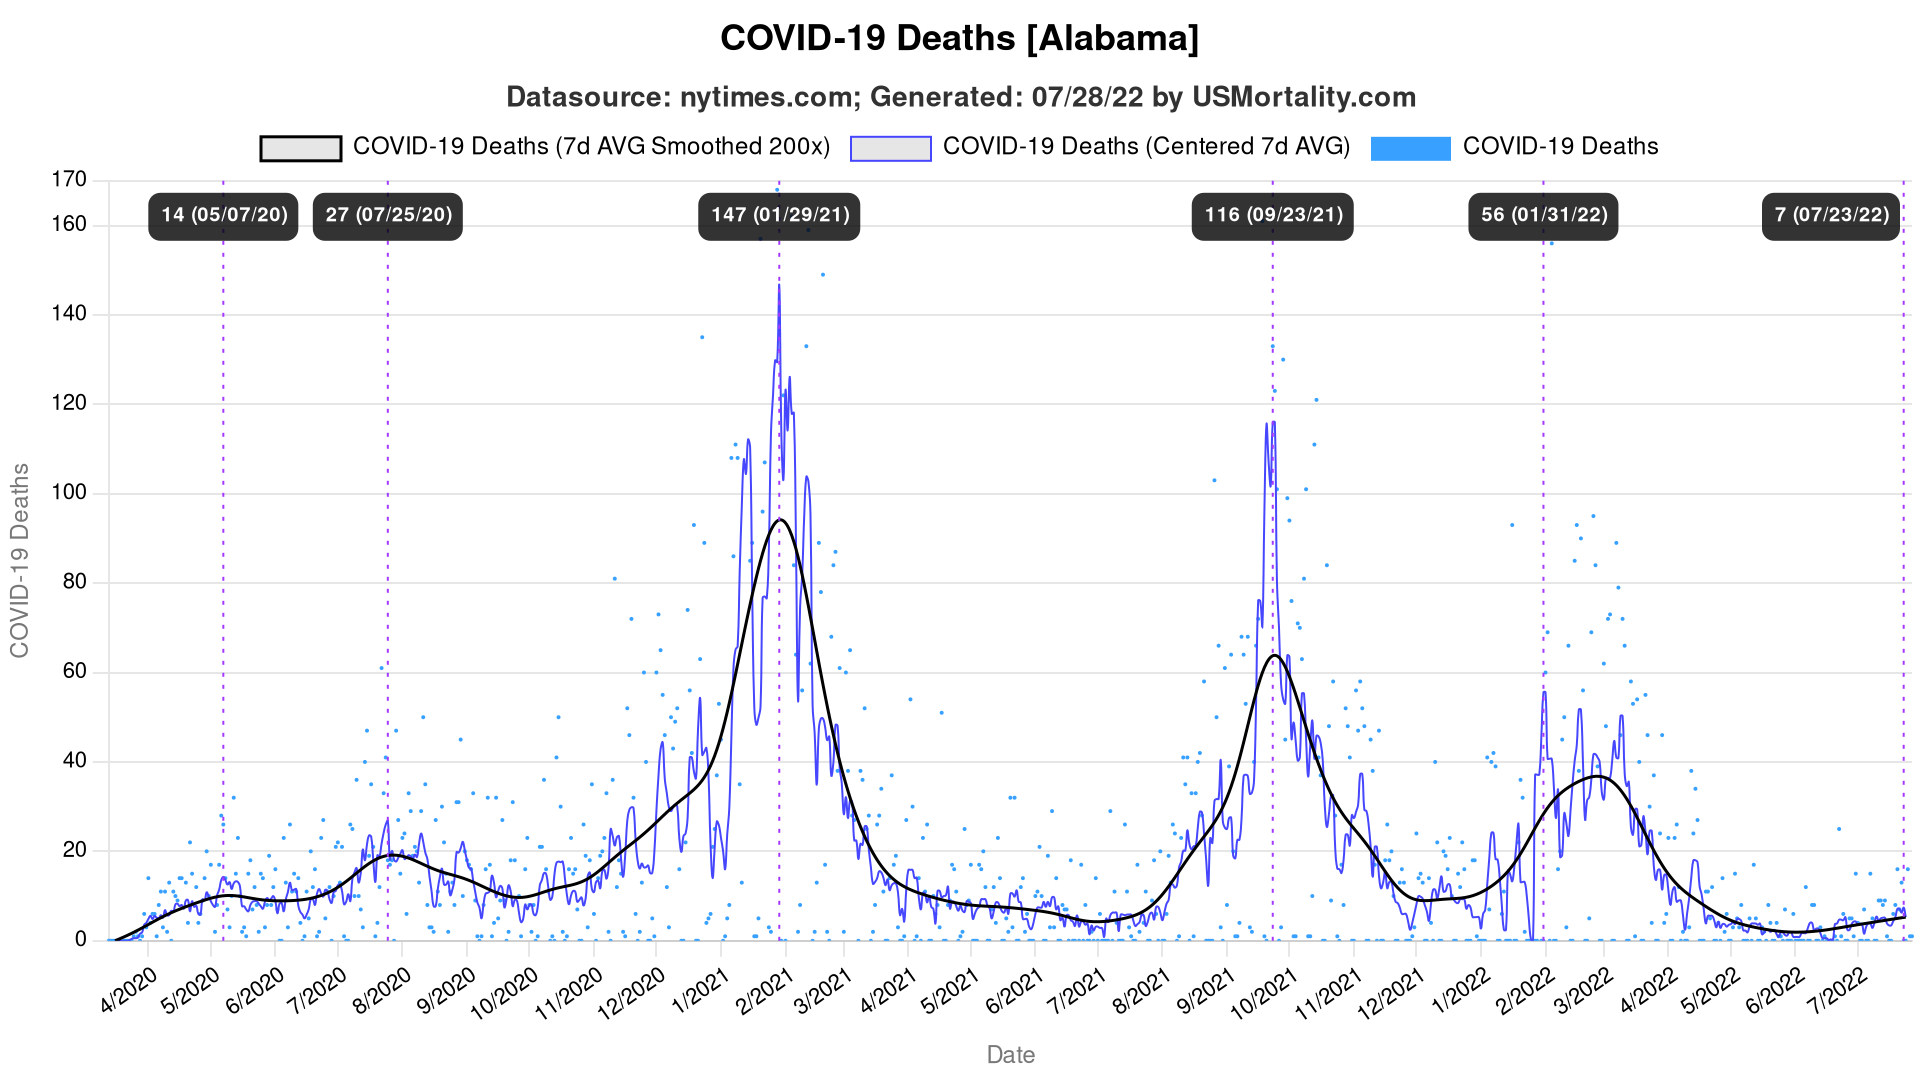 COVID-19 Deaths [Alabama]
Datasource: nytimes.com; Generated: 07/28/22 by USMortality.com
COVID-19 Deaths (7d AVG Smoothed 200x) COVID-19 Deaths (Centered 7d AVG) COVID-19 Deaths
14 (05/07/20) 27 (07/25/20) 147 (01/29/21) 116 (09/23/21) 56 (01/31/22) 7 (07/23/22)
170
160
140
120
100
80
60
40
20
0
COVID-19 Deaths
4/2020 5/2020 6/2020 7/2020 8/2020 9/2020 10/2020 11/2020 12/2020 1/2021 2/2021 3/2021 4/2021 5/2021 6/2021 7/2021 8/2021 9/2021 10/2021 11/2021 12/2021 1/2022 2/2022 3/2022 4/2022 5/2022 6/2022 7/2022
Date